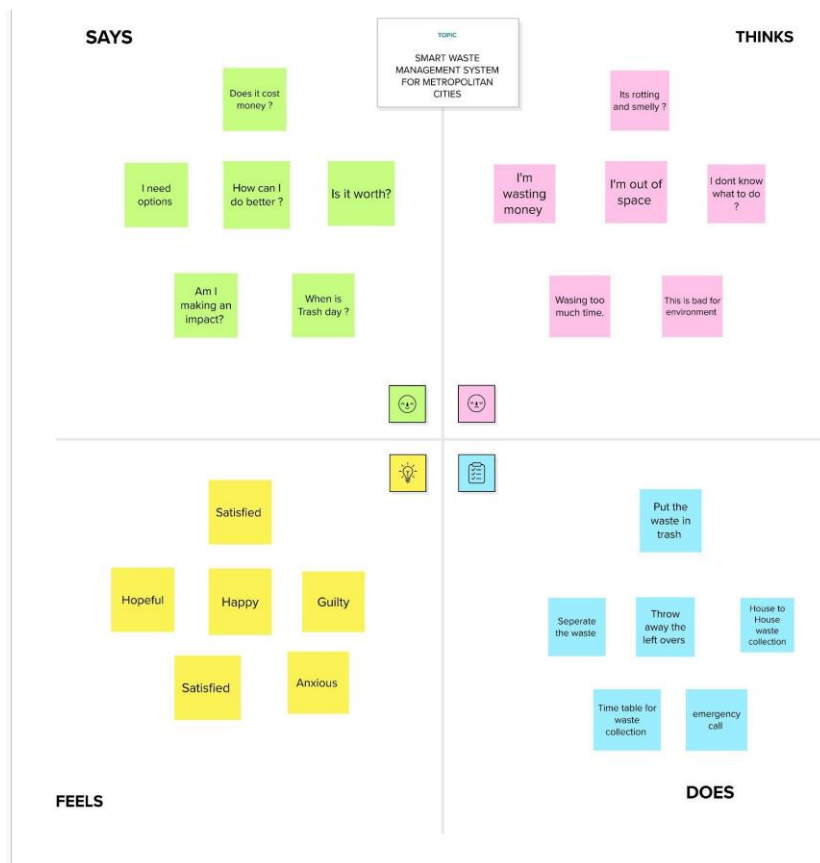 SAYS
TOPIC
SMART WASTE
MANAGEMENT SYSTEM
FOR METROPOLITAN
CITIES
THINKS
Does it cost
money ?
I need
options
How can I
do better ?
Is it worth?
Am I
making an
impact?
When is
Trash day ?
Its rotting
and smelly ?
I'm
wasting
money
I'm out of
space
I dont know
what to do
?
Wasing too
much time.
This is bad for
environment
Satisfied
Hopeful
Happy
Guilty
Satisfied
Anxious
FEELS
Put the
waste in
trash
Seperate
the waste
Throw
away the
left overs
House to
House
waste
collection
Time table for
waste
collection
emergency
call
DOES